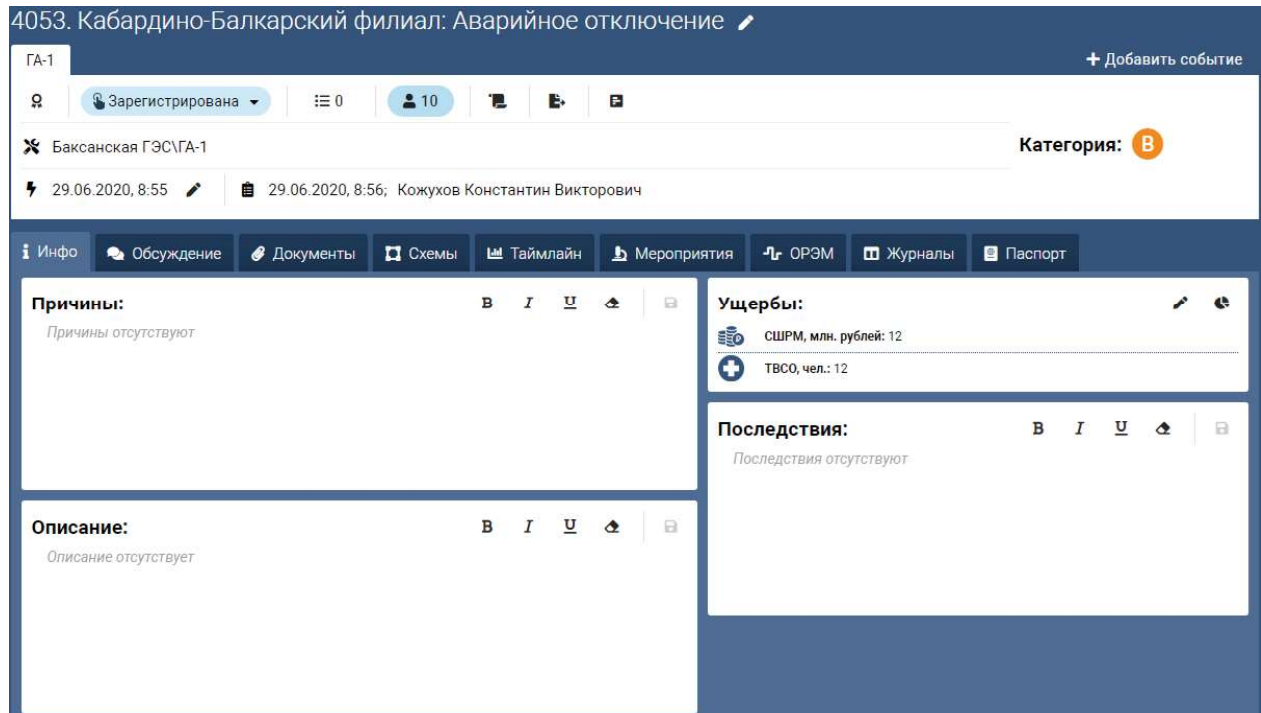 4053. Кабардино-Балкарский филиал: Аварийное отключение
ГА-1
+ Добавить событие
Зарегистрирована
0
10
Баксанская ГЭС\ГА-1
Категория: B
29.06.2020, 8:55
29.06.2020, 8:56; Кожухов Константин Викторович
Инфо
Обсуждение
Документы
Схемы
Таймлайн
Мероприятия
ОРЭМ
Журналы
Паспорт
Причины:
B I U
Причины отсутствуют
Ущербы:
СШРМ, млн. рублей: 12
ТВСО, чел.: 12
Последствия:
B I U
Последствия отсутствуют
Описание:
B I U
Описание отсутствует